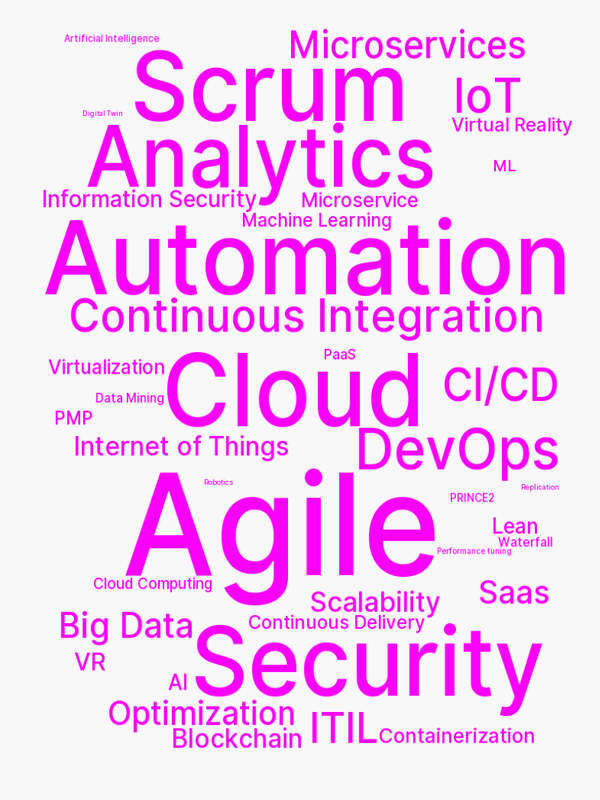 Artificial Intelligence
Microservices
Scrum
IoT
Digital Twin
Virtual Reality
Analytics
ML
Information Security
Microservice
Machine Learning
Automation
Continuous Integration
PaaS
Virtualization
Cloud
CI/CD
Data Mining
PMP
Internet of Things
DevOps
Robotics
Replication
Agile
PRINCE2
Lean
Waterfall
Performance tuning
Cloud Computing
Saas
Scalability
Big Data
Continuous Delivery
VR
Security
AI
Optimization
ITIL
Blockchain
Containerization